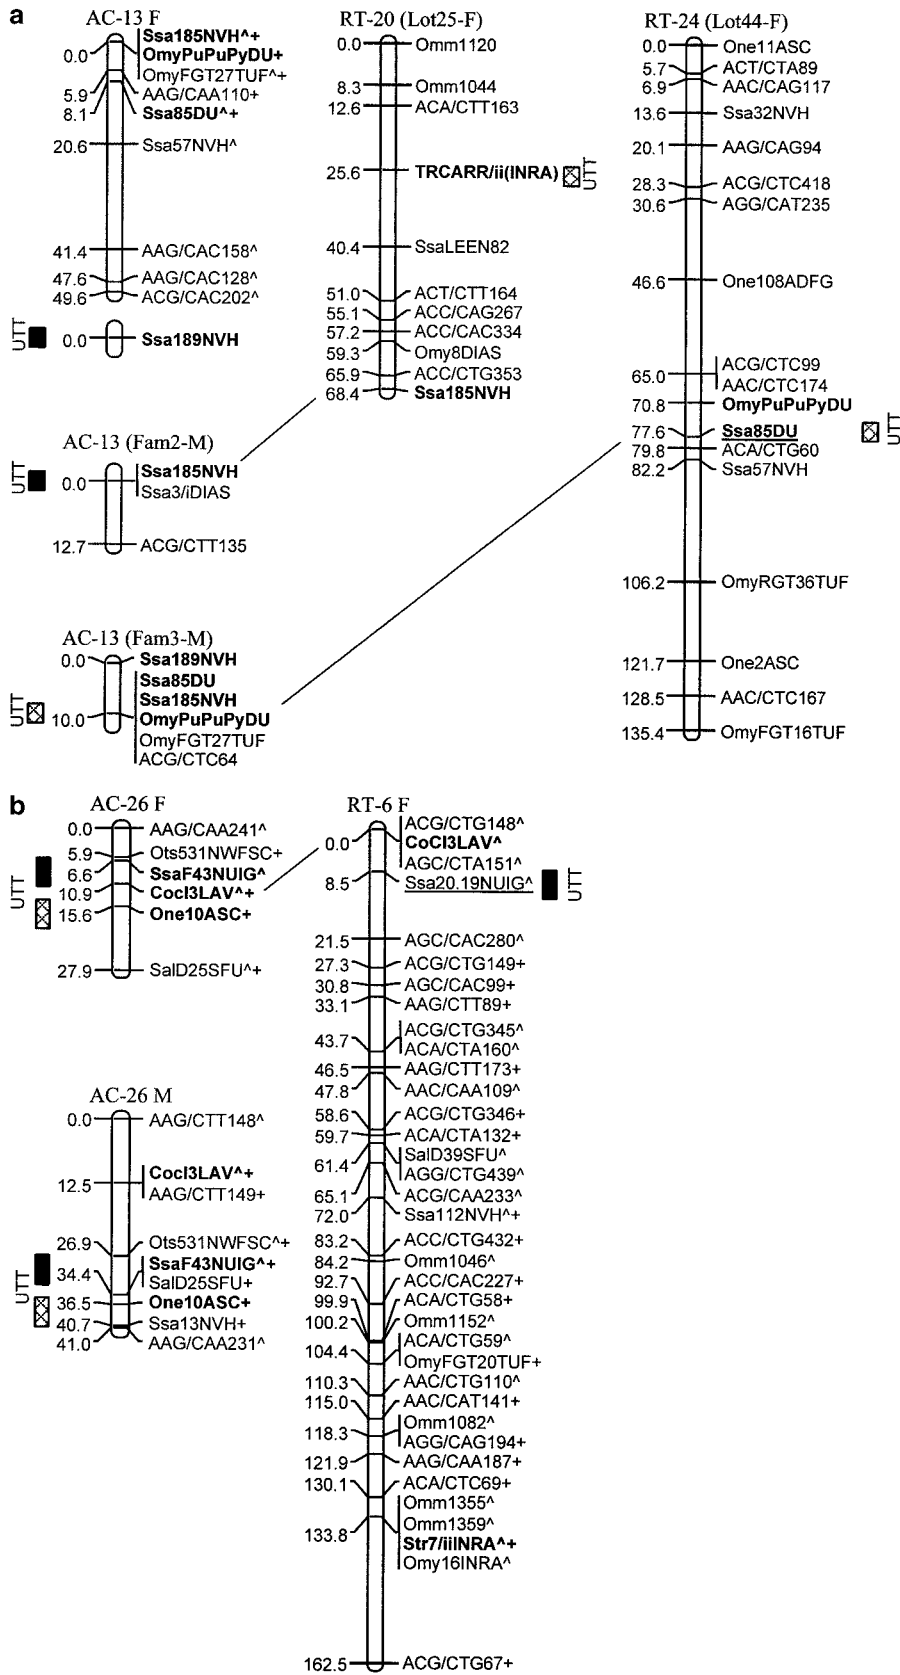 a
AC-13 F
0.0 Ssa185NVH^+
OmyPuPuPyDU+
OmyFGT27TUF^+
5.9 AAG/CAA110+
8.1 Ssa85DU^+
20.6 Ssa57NVH^
41.4 AAG/CAC158^
47.6 AAG/CAC128^
49.6 ACG/CAC202^
UTT
0.0 Ssa189NVH
AC-13 (Fam2-M)
UTT
0.0 Ssa185NVH
Ssa3/iDIAS
12.7 ACG/CTT135
AC-13 (Fam3-M)
0.0 Ssa189NVH
Ssa85DU
Ssa185NVH
UTT
10.0 OmyPuPuPyDU
OmyFGT27TUF
ACG/CTC64
RT-20 (Lot25-F)
0.0 Omm1120
8.3 Omm1044
12.6 ACA/CTT163
25.6 TRCARR/ii(INRA)
UTT
40.4 SsaLEEN82
51.0 ACT/CTT164
55.1 ACC/CAG267
57.2 ACC/CAC334
59.3 Omy8DIAS
65.9 ACC/CTG353
68.4 Ssa185NVH
RT-24 (Lot44-F)
0.0 One11ASC
5.7 ACT/CTA89
6.9 AAC/CAG117
13.6 Ssa32NVH
20.1 AAG/CAG94
28.3 ACG/CTC418
30.6 AGG/CAT235
46.6 One108ADFG
65.0 ACG/CTC99
AAC/CTC174
70.8 OmyPuPuPyDU
77.6 Ssa85DU
UTT
79.8 ACA/CTG60
82.2 Ssa57NVH
106.2 OmyRGT36TUF
121.7 One2ASC
128.5 AAC/CTC167
135.4 OmyFGT16TUF
b
AC-26 F
0.0 AAG/CAA241^
5.9 Ots531NWFSC+
6.6 SsaF43NUIG^
UTT
10.9 CocI3LAV^+
15.6 One10ASC+
27.9 SalD25SFU^+
AC-26 M
0.0 AAG/CTT148^
12.5 CocI3LAV^+
AAG/CTT149+
26.9 Ots531NWFSC^+
34.4 SsaF43NUIG^+
SalD25SFU+
UTT
36.5 One10ASC+
40.7 Ssa13NVH+
41.0 AAG/CAA231^
RT-6 F
0.0 ACG/CTG148^
CoCl3LAV^
AGC/CTA151^
8.5 Ssa20.19NUIG^
UTT
21.5 AGC/CAC280^
27.3 ACG/CTG149+
30.8 AGC/CAC99+
33.1 AAG/CTT89+
43.7 ACG/CTG345^
ACA/CTA160^
46.5 AAG/CTT173+
47.8 AAC/CAA109^
58.6 ACG/CTG346+
59.7 ACA/CTA132+
61.4 SalD39SFU^
AGG/CTG439^
65.1 ACG/CAA233^
72.0 Ssa112NVH^+
83.2 ACC/CTG432+
84.2 Omm1046^
92.7 ACC/CAC227+
99.9 ACA/CTG58+
100.2 Omm1152^
104.4 ACA/CTG59^
OmyFGT20TUF+
110.3 AAC/CTG110^
115.0 AAC/CAT141+
118.3 Omm1082^
AGG/CAG194+
121.9 AAG/CAA187+
130.1 ACA/CTC69+
133.8 Omm1355^
Omm1359^
Str7/iiINRA^+
Omy16INRA^
162.5 ACG/CTG67+